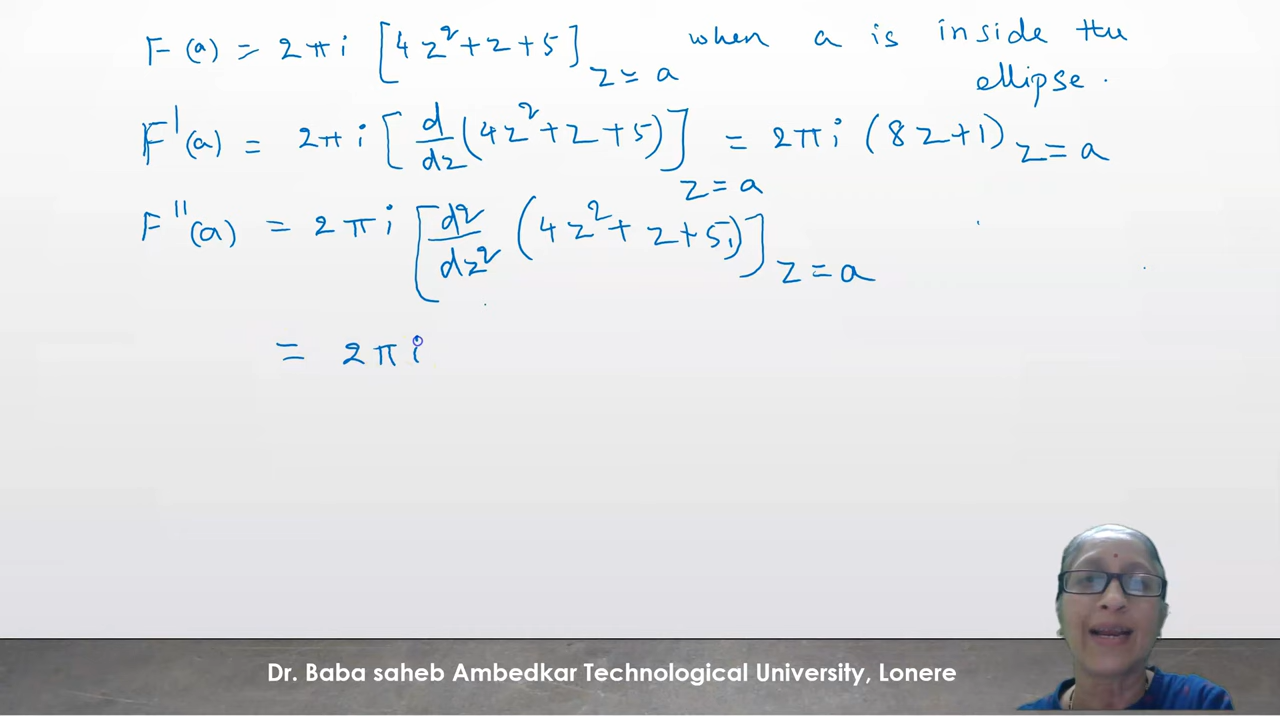 F(a) = 2πi [4z²+z+5]_{z=a} when a is inside the
ellipse.
F'(a) = 2πi [d/dz (4z²+z+5)]_{z=a} = 2πi (8z+1)_{z=a}
F''(a) = 2πi [d²/dz² (4z²+z+5)]_{z=a}
= 2πi
Dr. Baba saheb Ambedkar Technological University, Lonere